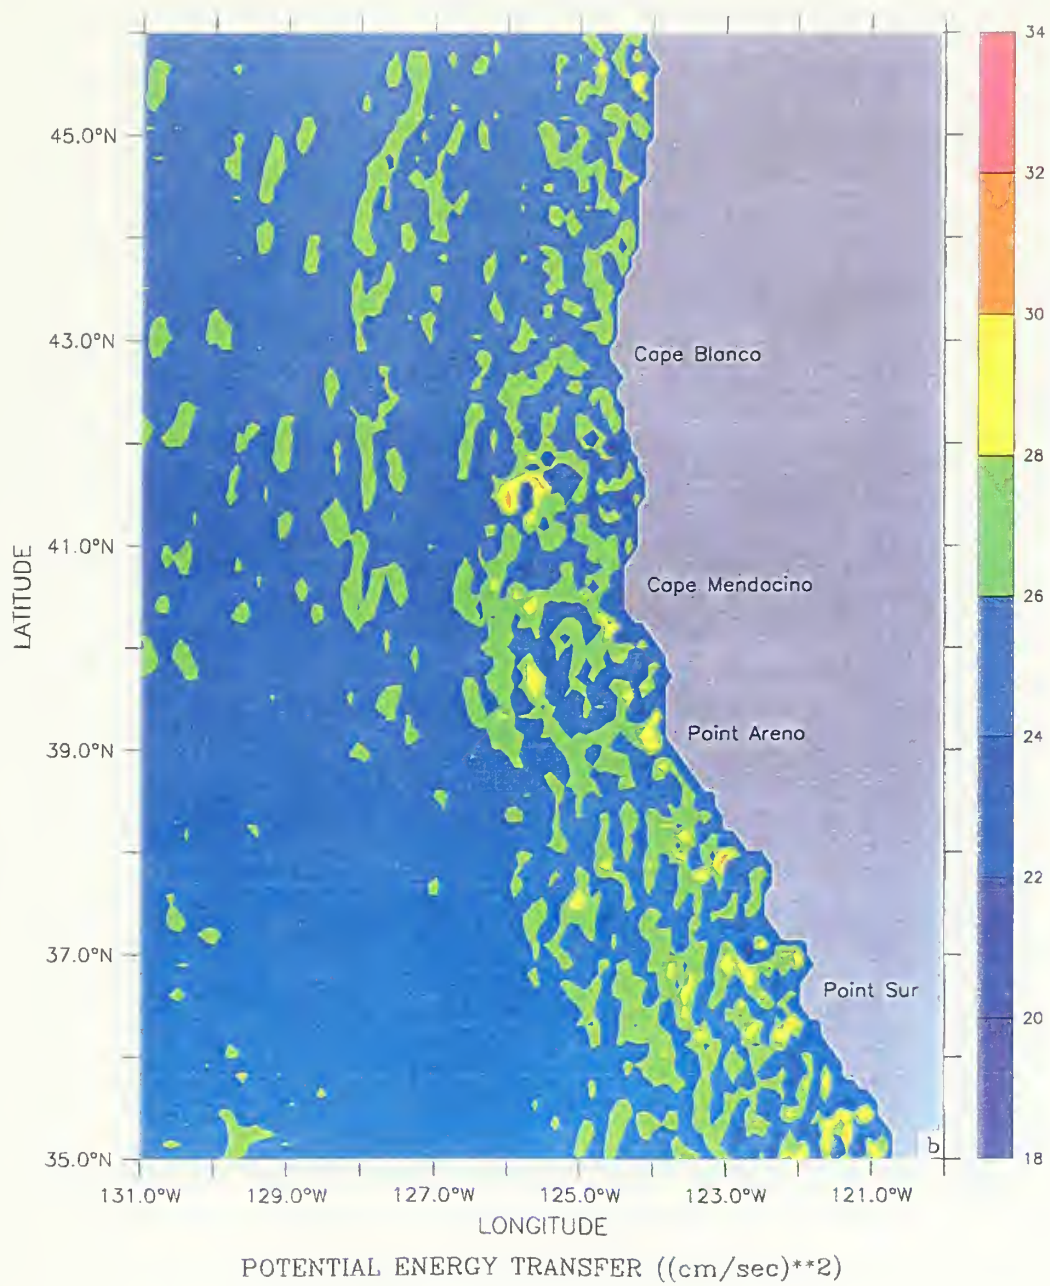 34
32
30
28
26
24
22
20
18
45.0°N
43.0°N
41.0°N
39.0°N
37.0°N
35.0°N
LATITUDE
Cape Blanco
Cape Mendocino
Point Areno
Point Sur
b
131.0°W
129.0°W
127.0°W
125.0°W
123.0°W
121.0°W
LONGITUDE
POTENTIAL ENERGY TRANSFER ((cm/sec)**2)